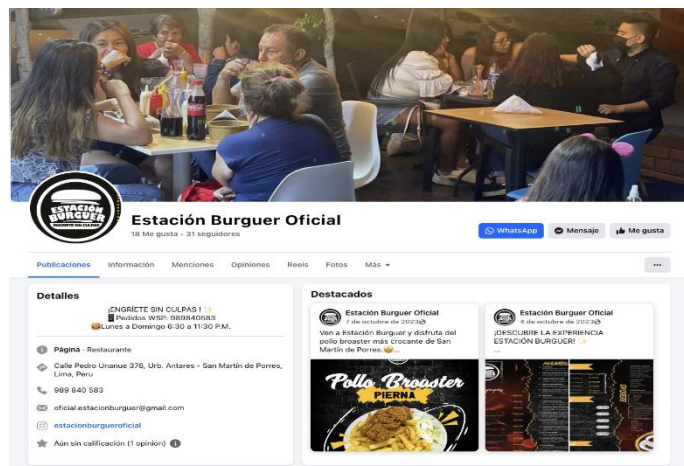 ESTACIÓN
BURGUER
ENGRIETE SIN CULPAS
Estación Burguer Oficial
18 Me gusta • 31 seguidores
WhatsApp
Mensaje
Me gusta
Publicaciones
Información
Menciones
Opiniones
Reels
Fotos
Más
Detalles
¡ENGRÍETE SIN CULPAS!
Pedidos WSP: 989840583
Lunes a Domingo 6:30 a 11:30 P.M.
Página · Restaurante
Calle Pedro Unanue 376, Urb. Antares - San Martín de Porres,
Lima, Peru
989 840 583
oficial.estacionburguer@gmail.com
estacionburgueroficial
Aún sin calificación (1 opinión)
Destacados
Estación Burguer Oficial
7 de octubre de 2023
Ven a Estación Burguer y disfruta del
pollo broaster más crocante de San
Martín de Porres. ...
Pollo Broaster
PIERNA
Estación Burguer Oficial
4 de octubre de 2023
¡DESCUBRE LA EXPERIENCIA
ESTACIÓN BURGUER!
...